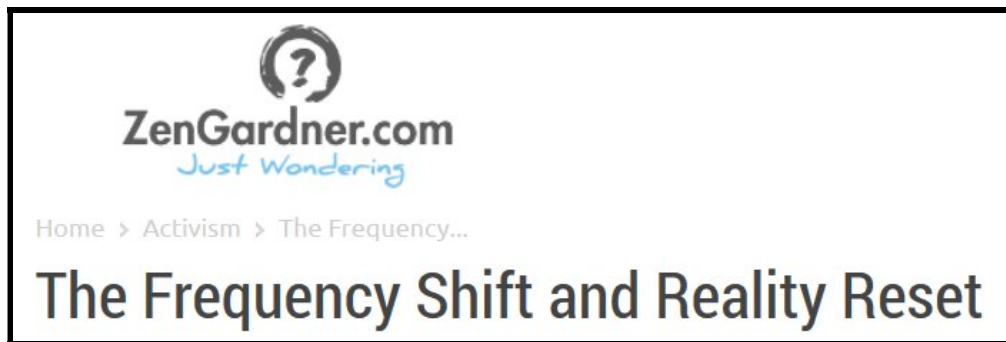 ?
ZenGardner.com
Just Wondering
Home > Activism > The Frequency...
The Frequency Shift and Reality Reset